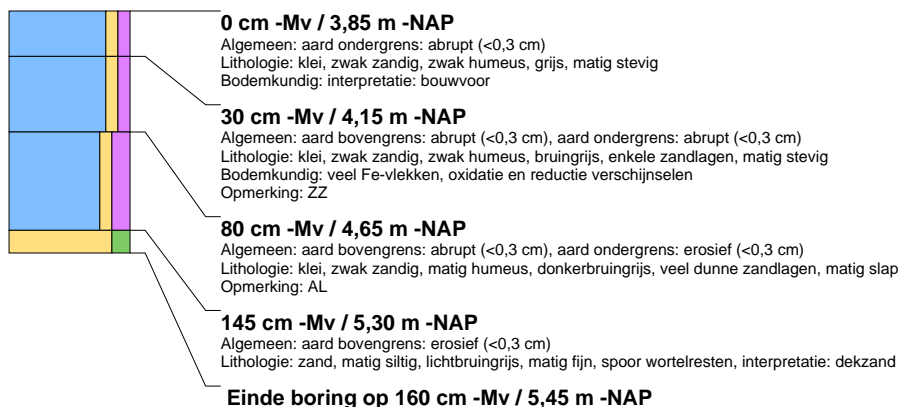 0 cm -Mv / 3,85 m -NAP
Algemeen: aard ondergrens: abrupt (<0,3 cm)
Lithologie: klei, zwak zandig, zwak humeus, grijs, matig stevig
Bodemkundig: interpretatie: bouwvoor
30 cm -Mv / 4,15 m -NAP
Algemeen: aard bovengrens: abrupt (<0,3 cm), aard ondergrens: abrupt (<0,3 cm)
Lithologie: klei, zwak zandig, zwak humeus, bruingrijs, enkele zandlagen, matig stevig
Bodemkundig: veel Fe-vlekken, oxidatie en reductie verschijnselen
Opmerking: ZZ
80 cm -Mv / 4,65 m -NAP
Algemeen: aard bovengrens: abrupt (<0,3 cm), aard ondergrens: erosief (<0,3 cm)
Lithologie: klei, zwak zandig, matig humeus, donkerbruingrijs, veel dunne zandlagen, matig slap
Opmerking: AL
145 cm -Mv / 5,30 m -NAP
Algemeen: aard bovengrens: erosief (<0,3 cm)
Lithologie: zand, matig siltig, lichtbruingrijs, matig fijn, spoor wortelresten, interpretatie: dekzand
Einde boring op 160 cm -Mv / 5,45 m -NAP